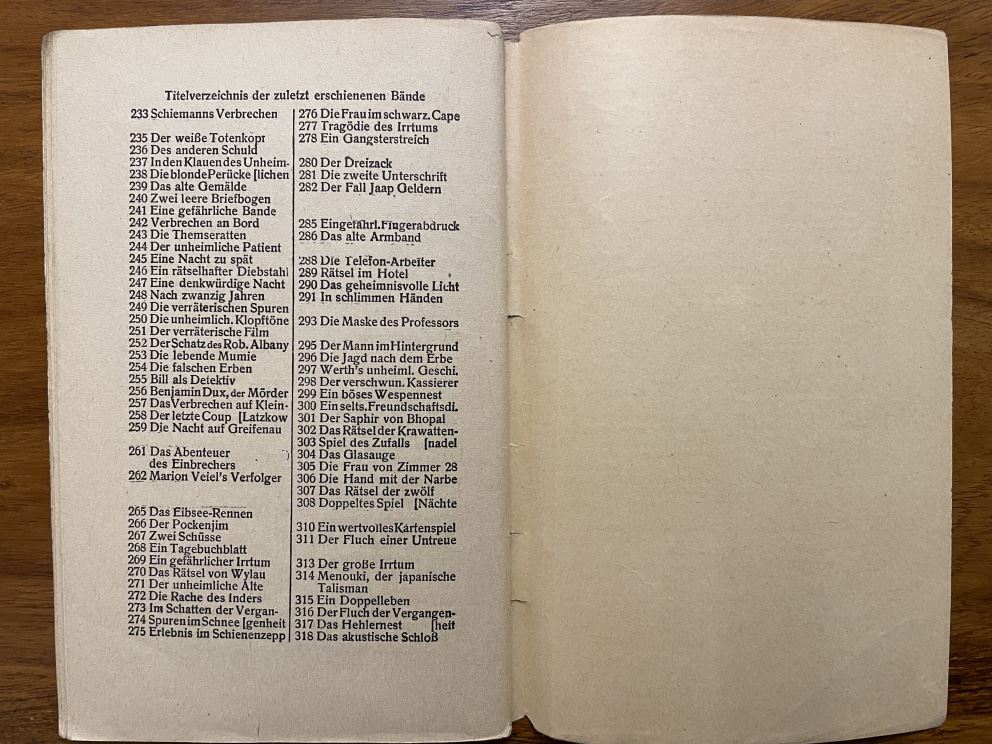 Titelverzeichnis der zuletzt erschienenen Bände
233 Schiemanns Verbrechen
235 Der weiße Totenkopf
236 Des anderen Schuld
237 In den Klauen des Unheim-
238 Die blonde Perücke [lichen
239 Das alte Gemälde
240 Zwei leere Briefbogen
241 Eine gefährliche Bande
242 Verbrechen an Bord
243 Die Themseratten
244 Der unheimliche Patient
245 Eine Nacht zu spät
246 Ein rätselhafter Diebstahl
247 Eine denkwürdige Nacht
248 Nach zwanzig Jahren
249 Die verräterischen Spuren
250 Die unheimlich. Klopftöne
251 Der verräterische Film
252 Der Schatz des Rob. Albany
253 Die lebende Mumie
254 Die falschen Erben
255 Bill als Detektiv
256 Benjamin Dux, der Mörder
257 Das Verbrechen auf Klein-
258 Der letzte Coup [Latzkow
259 Die Nacht auf Greifenau
261 Das Abenteuer
des Einbrechers
262 Marion Veiel's Verfolger
265 Das Eibsee-Rennen
266 Der Pockenjim
267 Zwei Schüsse
268 Ein Tagebuchblatt
269 Ein gefährlicher Irrtum
270 Das Rätsel von Wylau
271 Der unheimliche Alte
272 Die Rache des Inders
273 Im Schatten der Vergan-
274 Spuren im Schnee [genheit
275 Erlebnis im Schienenzepp
276 Die Frau im schwarz. Cape
277 Tragödie des Irrtums
278 Ein Gangsterstreich
280 Der Dreizack
281 Die zweite Unterschrift
282 Der Fall Jaap Geldern
285 Ein gefährl. Fingerabdruck
286 Das alte Armband
288 Die Telefon-Arbeiter
289 Rätsel im Hotel
290 Das geheimnisvolle Licht
291 In schlimmen Händen
293 Die Maske des Professors
295 Der Mann im Hintergrund
296 Die Jagd nach dem Erbe
297 Werth's unheiml. Geschi.
298 Der verschwun. Kassierer
299 Ein böses Wespennest
300 Ein selts. Freundschaftsdi.
301 Der Saphir von Bhopal
302 Das Rätsel der Krawatten-
303 Spiel des Zufalls [nadel
304 Das Glasauge
305 Die Frau von Zimmer 28
306 Die Hand mit der Narbe
307 Das Rätsel der zwölf
308 Doppeltes Spiel [Nächte
310 Ein wertvolles Kartenspiel
311 Der Fluch einer Untreue
313 Der große Irrtum
314 Menouki, der japanische
Talisman
315 Ein Doppelleben
316 Der Fluch der Vergangen-
317 Das Hehlernest [heit
318 Das akustische Schloß